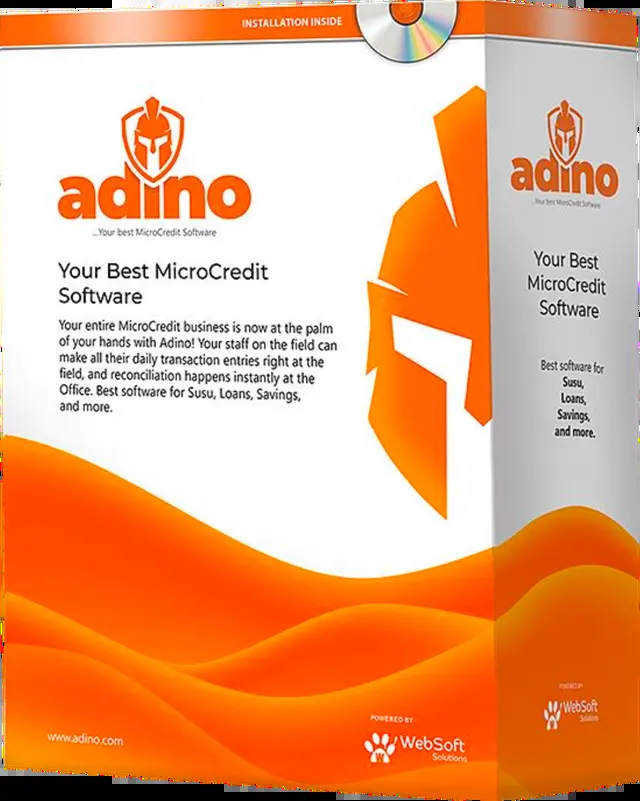 INSTALLATION INSIDE
adino
...Your best MicroCredit Software
Your Best MicroCredit
Software
Your entire MicroCredit business is now at the palm
of your hands with Adino! Your staff on the field can
make all their daily transaction entries right at the
field, and reconciliation happens instantly at the
Office. Best software for Susu, Loans, Savings,
and more.
www.adino.com
POWERED BY
W
WebSoft
Solutions
adino
...Your best MicroCredit Software
Your Best
MicroCredit
Software
Best software for
Susu,
Loans,
Savings,
and more.
POWERED BY
WebSoft
Solutions